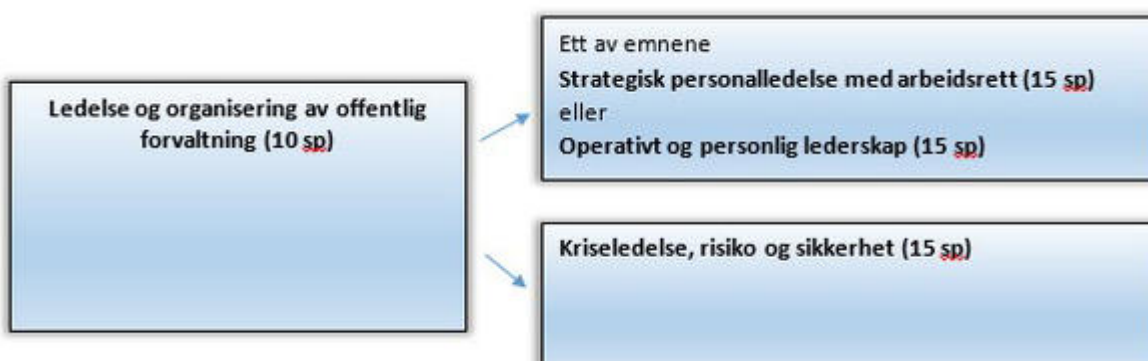 Ledelse og organisering av offentlig
forvaltning (10 sp)
Ett av emnene
Strategisk personalledelse med arbeidsrett (15 sp)
eller
Operativt og personlig lederskap (15 sp)
Kriseledelse, risiko og sikkerhet (15 sp)